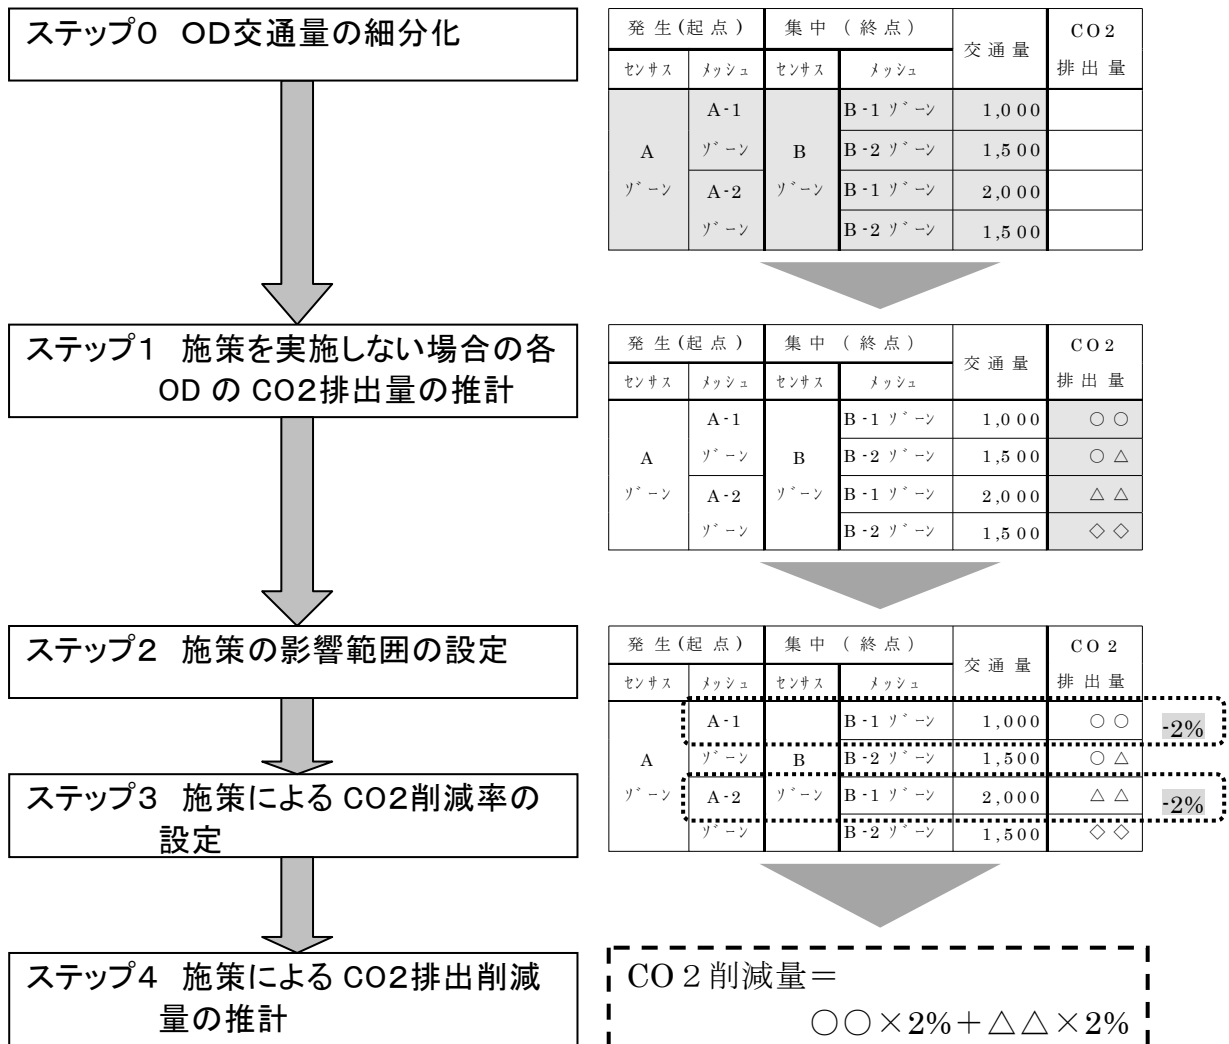 ステップ0 OD交通量の細分化
発生(起点) 集中(終点) 交通量 CO2
センサス メッシュ センサス メッシュ 排出量
A-1 B-1 ゾーン 1,000
A ゾーン B B-2 ゾーン 1,500
ゾーン A-2 ゾーン B-1 ゾーン 2,000
ゾーン B-2 ゾーン 1,500
ステップ1 施策を実施しない場合の各
ODのCO2排出量の推計
発生(起点) 集中(終点) 交通量 CO2
センサス メッシュ センサス メッシュ 排出量
A-1 B-1 ゾーン 1,000 ○○
A ゾーン B B-2 ゾーン 1,500 ○△
ゾーン A-2 ゾーン B-1 ゾーン 2,000 △△
ゾーン B-2 ゾーン 1,500 ◇◇
ステップ2 施策の影響範囲の設定
ステップ3 施策によるCO2削減率の
設定
発生(起点) 集中(終点) 交通量 CO2
センサス メッシュ センサス メッシュ 排出量
A-1 B-1 ゾーン 1,000 ○○ -2%
A ゾーン B B-2 ゾーン 1,500 ○△
ゾーン A-2 ゾーン B-1 ゾーン 2,000 △△ -2%
ゾーン B-2 ゾーン 1,500 ◇◇
ステップ4 施策によるCO2排出削減
量の推計
CO2削減量=
○○×2%+△△×2%